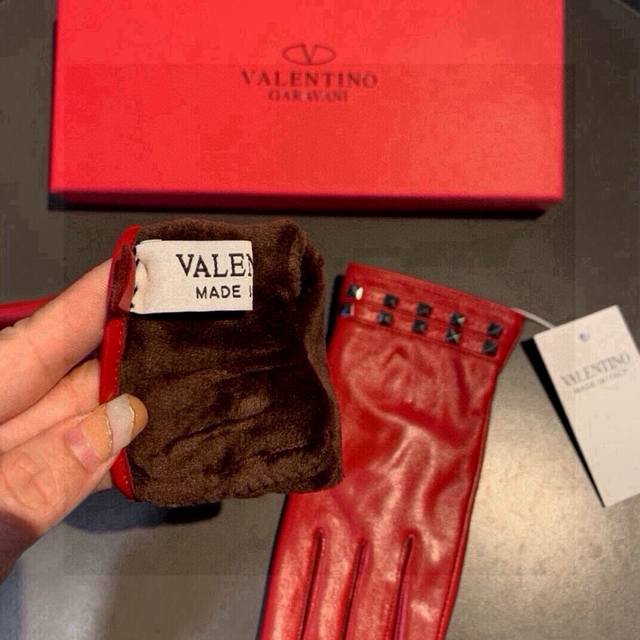 VALENTINO
GARAVANI
VALEN
MADE I
VALENTINO
MADE IN ITALY